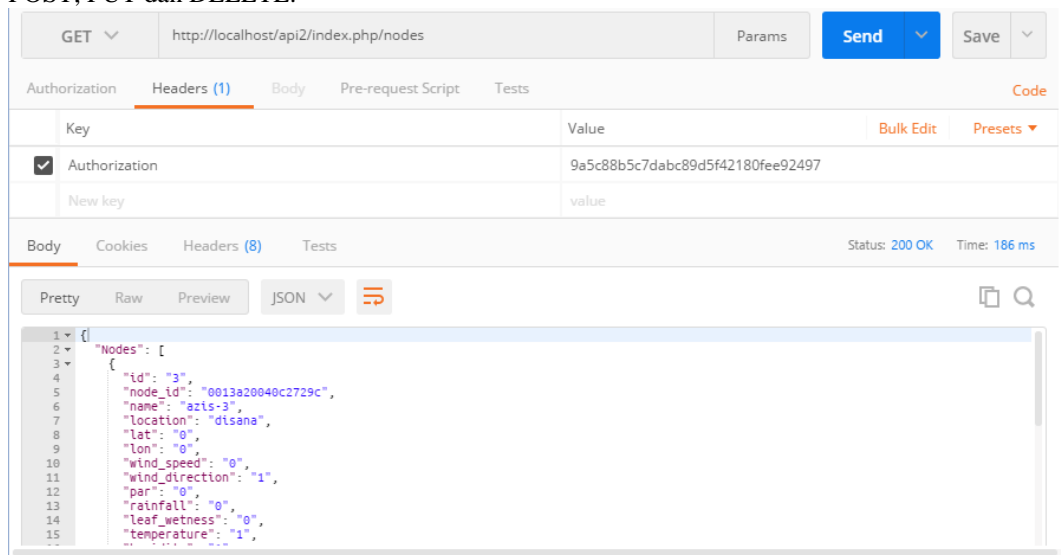 POST, PUT dan DELETE.
GET http://localhost/api2/index.php/nodes Params Send Save
Authorization Headers (1) Body Pre-request Script Tests Code
Key Value Bulk Edit Presets
Authorization 9a5c88b5c7dabc89d5f42180fee92497
New key value
Body Cookies Headers (8) Tests Status: 200 OK Time: 186 ms
Pretty Raw Preview JSON
1 {
2 "Nodes": [
3 {
4 "id": "3",
5 "node_id": "0013a20040c2729c",
6 "name": "azis-3",
7 "location": "disana",
8 "lat": "0",
9 "lon": "0",
10 "wind_speed": "0",
11 "wind_direction": "1",
12 "par": "0",
13 "rainfall": "0",
14 "leaf_wetness": "0",
15 "temperature": "1",